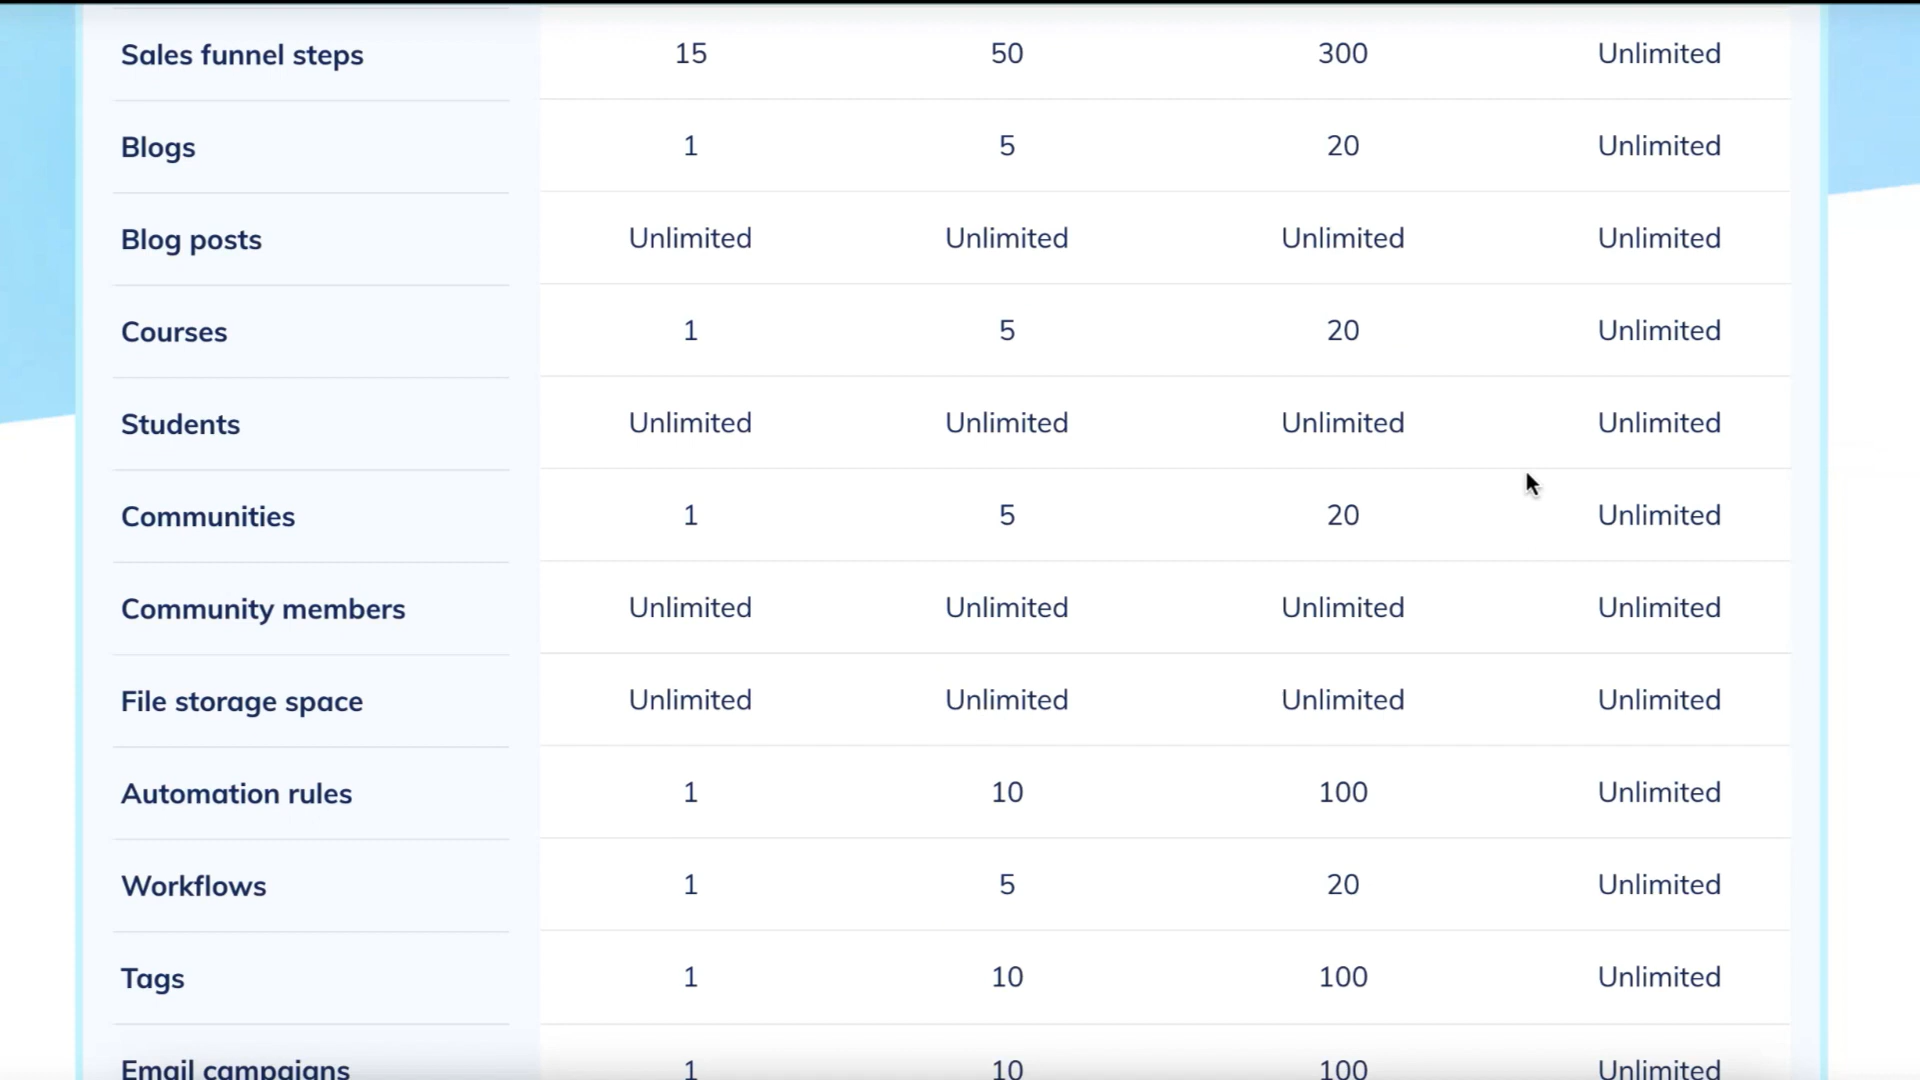 Sales funnel steps 15 50 300 Unlimited
Blogs 1 5 20 Unlimited
Blog posts Unlimited Unlimited Unlimited Unlimited
Courses 1 5 20 Unlimited
Students Unlimited Unlimited Unlimited Unlimited
Communities 1 5 20 Unlimited
Community members Unlimited Unlimited Unlimited Unlimited
File storage space Unlimited Unlimited Unlimited Unlimited
Automation rules 1 10 100 Unlimited
Workflows 1 5 20 Unlimited
Tags 1 10 100 Unlimited
Email campaigns 1 10 100 Unlimited